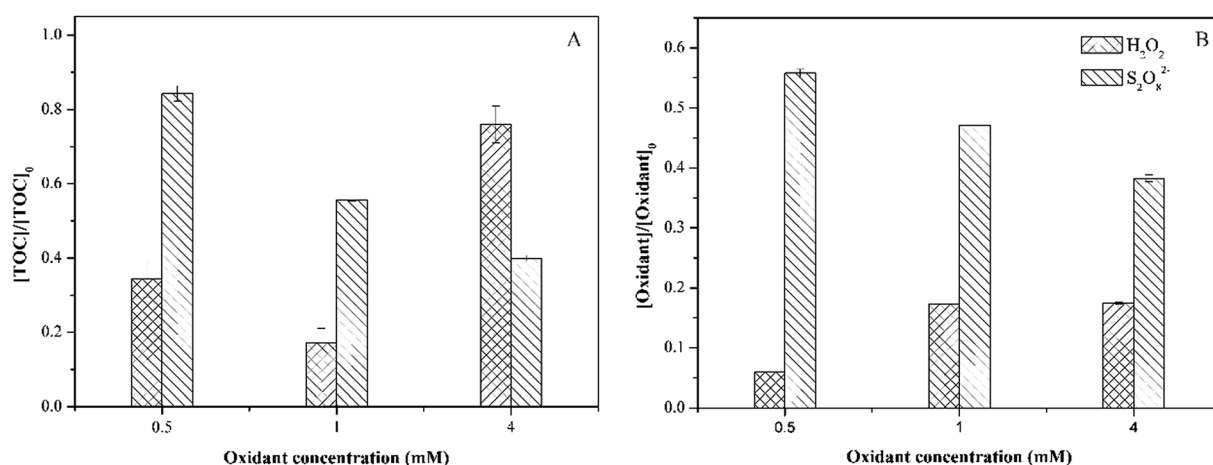 A
1.0
0.8
0.6
0.4
0.2
0.0
[TOC]/[TOC]₀
0.5
1
4
Oxidant concentration (mM)
B
H₂O₂
S₂O₈²⁻
0.6
0.5
0.4
0.3
0.2
0.1
0.0
[Oxidant]/[Oxidant]₀
0.5
1
4
Oxidant concentration (mM)